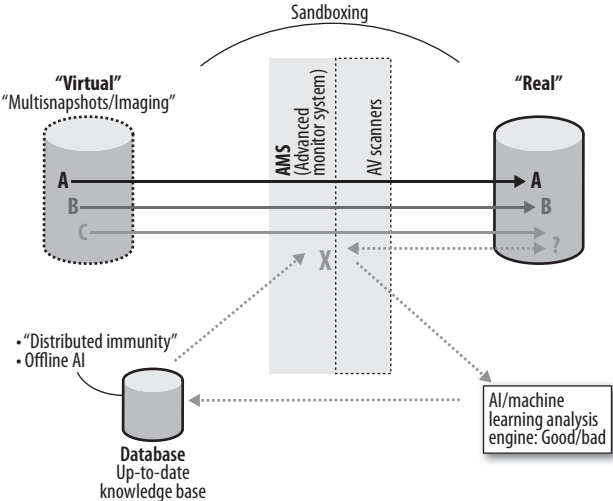 Sandboxing
“Virtual”
“Multisnapshots/Imaging”
“Real”
AMS
(Advanced
monitor system)
AV scanners
A
A
B
B
C
?
X
• “Distributed immunity”
• Offline AI
Database
Up-to-date
knowledge base
AI/machine
learning analysis
engine: Good/bad